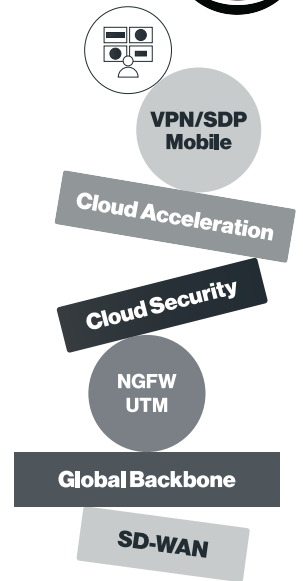 VPN/SDP
Mobile
Cloud Acceleration
Cloud Security
NGFW
UTM
Global Backbone
SD-WAN